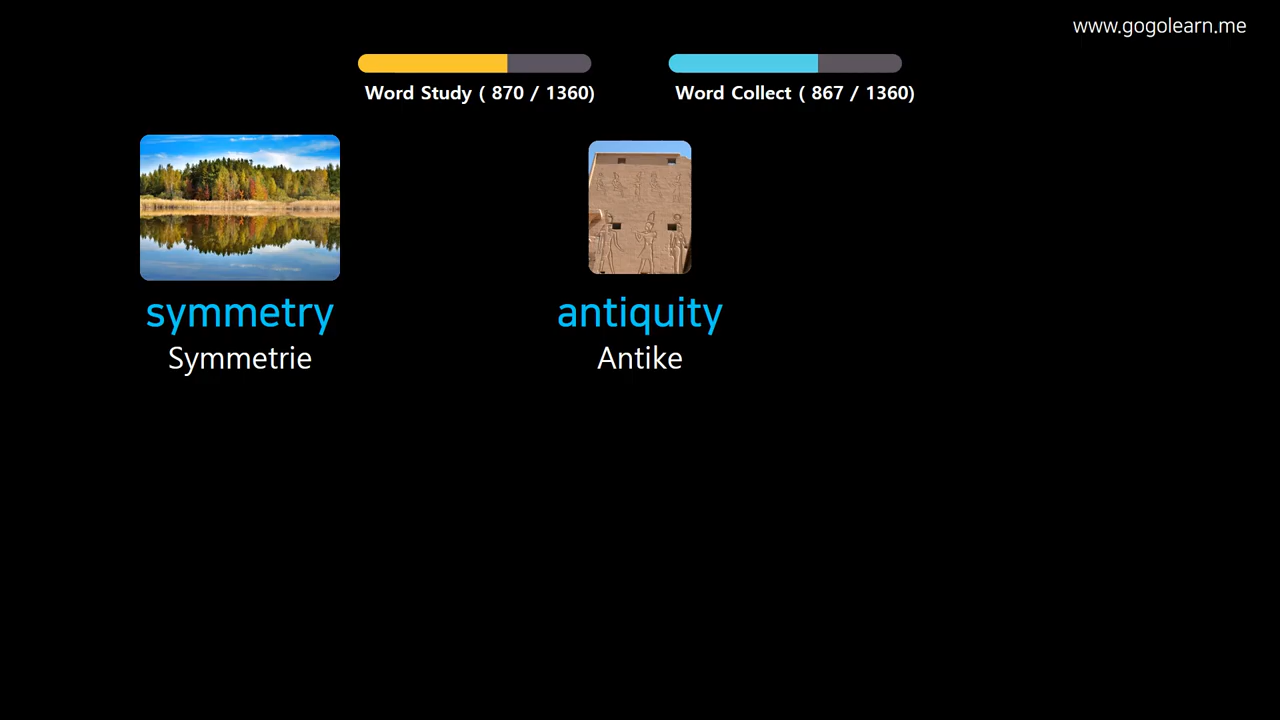 www.gogolearn.me
Word Study ( 870 / 1360)
Word Collect ( 867 / 1360)
symmetry
Symmetrie
antiquity
Antike